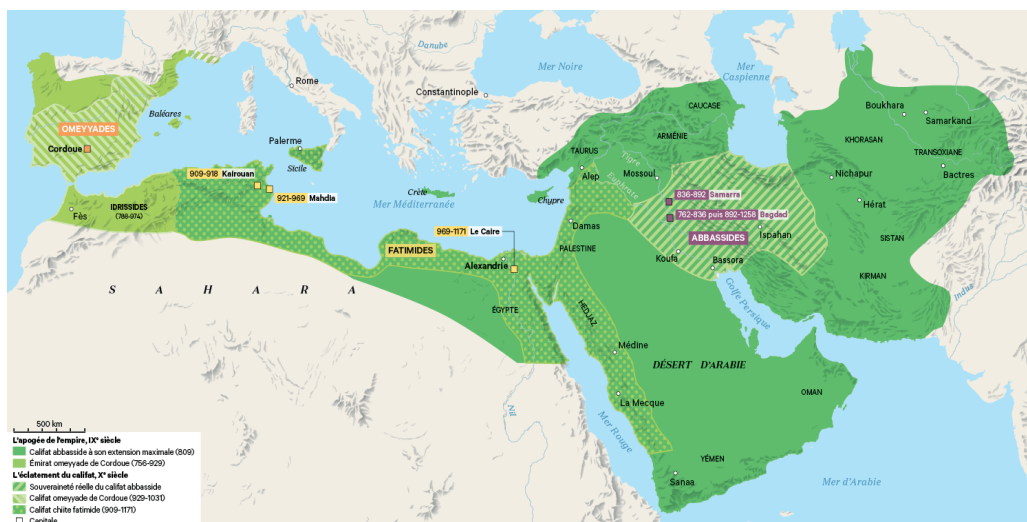 Danube
Mer Noire
Mer
Caspienne
Rome
Constantinople
CAUCASE
Boukhara
Samarkand
OMEYYADES
Baléares
Cordoue
Palerme
Sicile
ARMÉNIE
KHORASAN
TRANSOXIANE
TAURUS
Tigre
Alep
Mossoul
Euphrate
Nichapur
Bactres
909-918 Kairouan
921-969 Mahdia
Crète
Mer Méditerranée
Chypre
836-892 Samarra
762-836 puis 892-1258 Bagdad
Hérat
IDRISSIDES
(788-974)
Fès
969-1171 Le Caire
Damas
ABBASSIDES
Ispahan
SISTAN
FATIMIDES
PALESTINE
Koufa
Bassora
Alexandrie
KIRMAN
SAHARA
Golfe Persique
Indus
ÉGYPTE
HEDJAZ
Médine
DÉSERT D'ARABIE
La Mecque
OMAN
Nil
Mer Rouge
YÉMEN
Sanaa
Mer d'Arabie
500 km
L'apogée de l'empire, IXe siècle
Califat abbasside à son extension maximale (809)
Émirat omeyyade de Cordoue (756-929)
L'éclatement du califat, Xe siècle
Souveraineté réelle du califat abbasside
Califat omeyyade de Cordoue (929-1031)
Califat chiite fatimide (909-1171)
Capitale